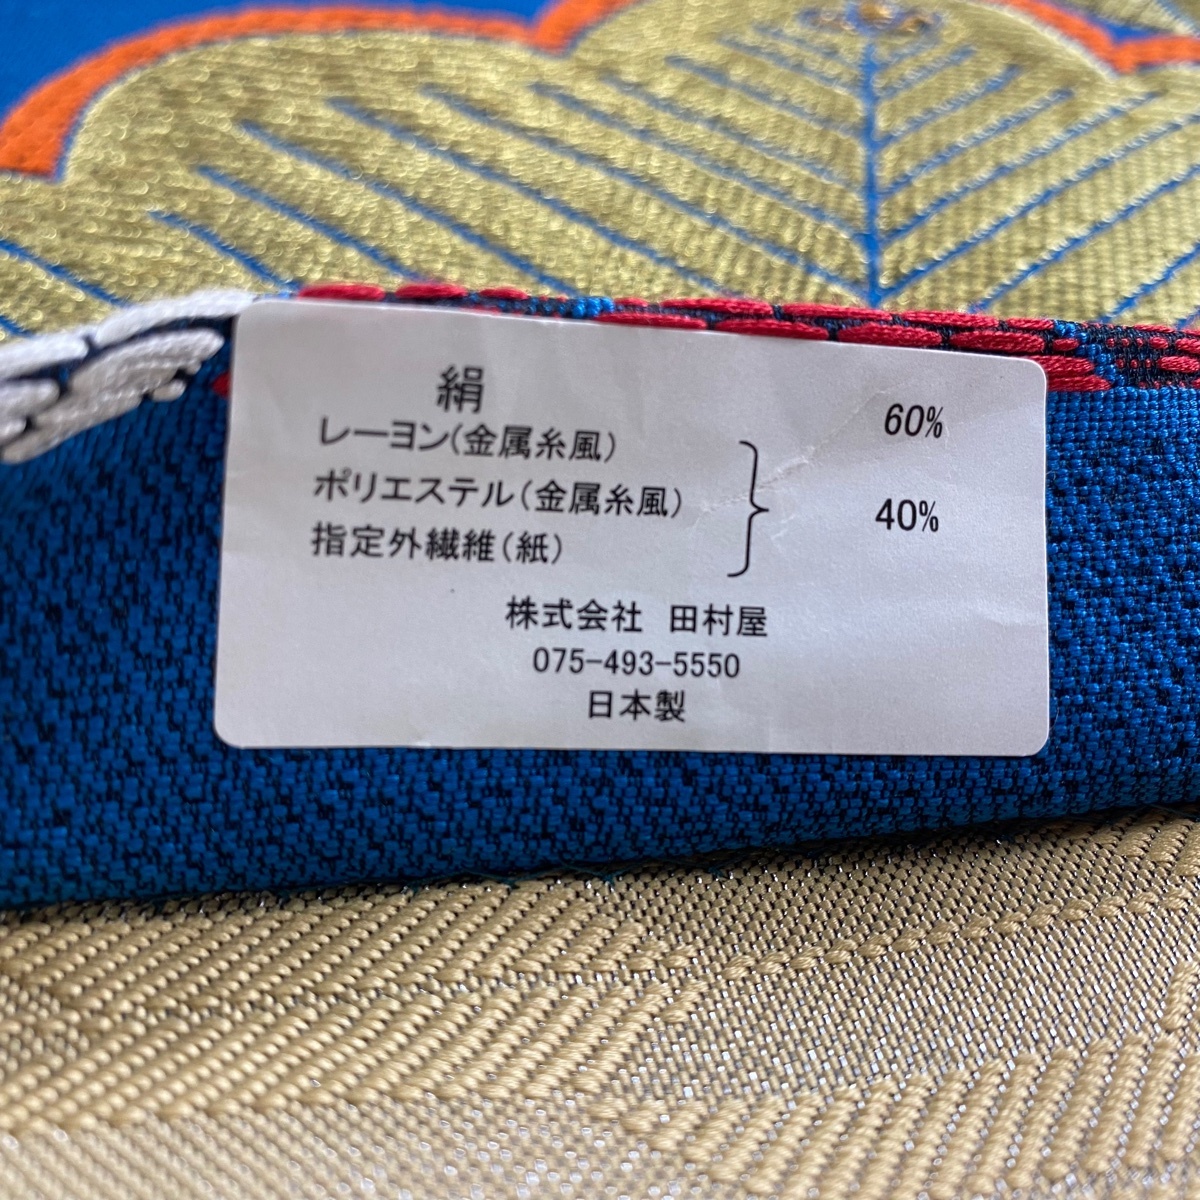 絹 60%
レーヨン(金属糸風)
ポリエステル(金属糸風) 40%
指定外繊維(紙)
株式会社 田村屋
075-493-5550
日本製